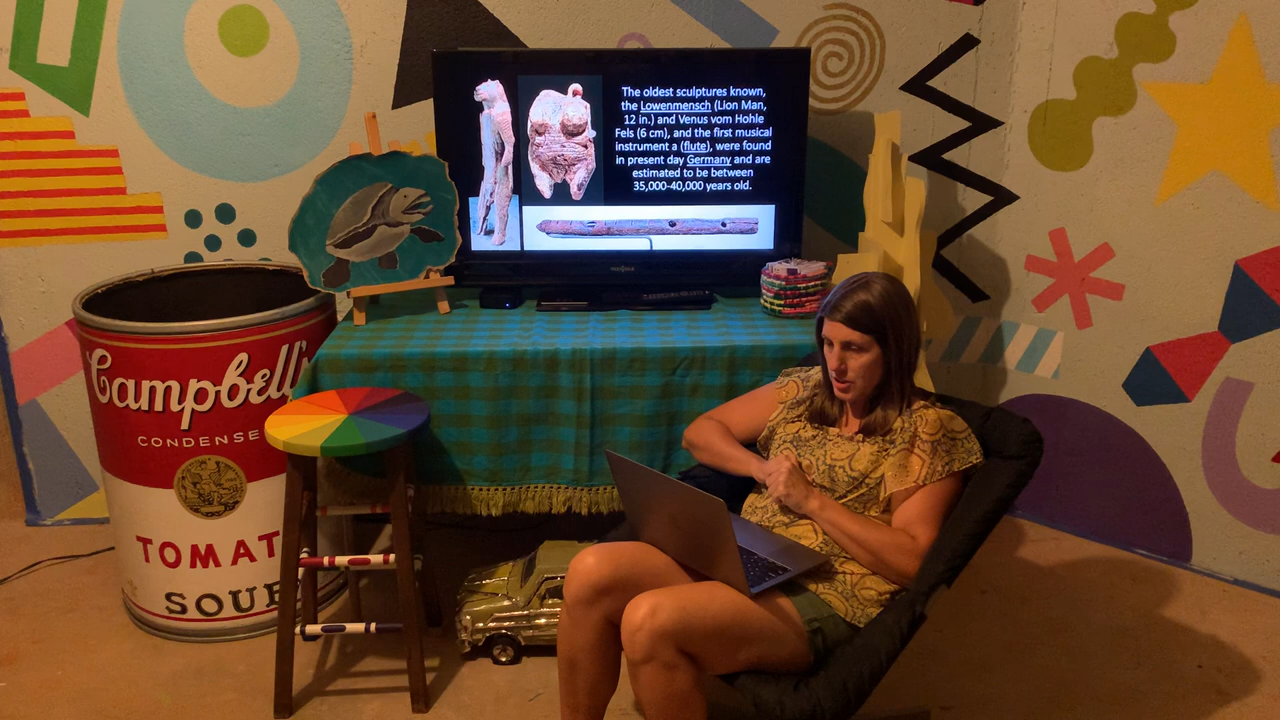 The oldest sculptures known,
the Lowenmensch (Lion Man,
12 in.) and Venus vom Hohle
Fels (6 cm), and the first musical
instrument a (flute), were found
in present day Germany and are
estimated to be between
35,000-40,000 years old.
INSIGNIA
Campbell's
CONDENSE
TOMAT
SOUP